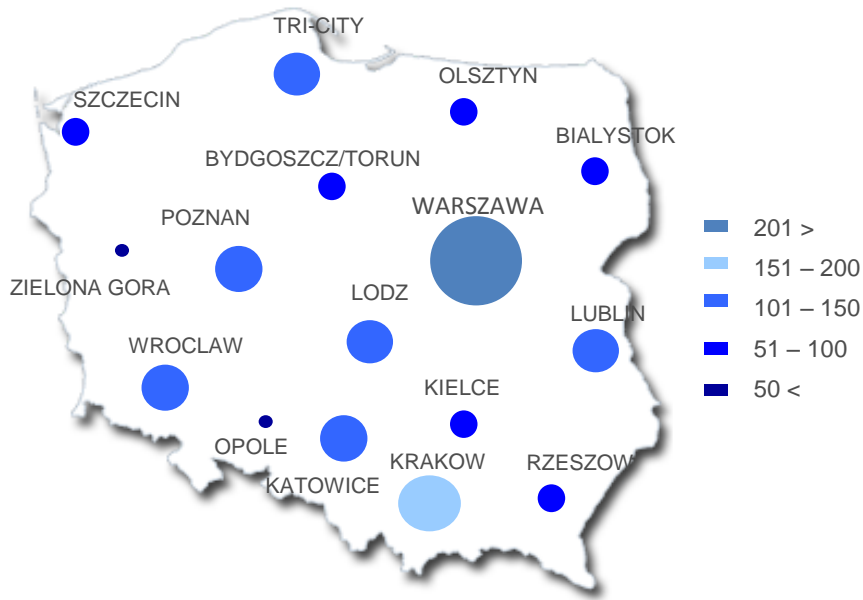 TRI-CITY
OLSZTYN
SZCZECIN
BIALYSTOK
BYDGOSZCZ/TORUN
WARSZAWA
POZNAN
ZIELONA GORA
LODZ
LUBLIN
WROCLAW
KIELCE
OPOLE
KRAKOW
RZESZOW
KATOWICE
201 >
151 – 200
101 – 150
51 – 100
50 <